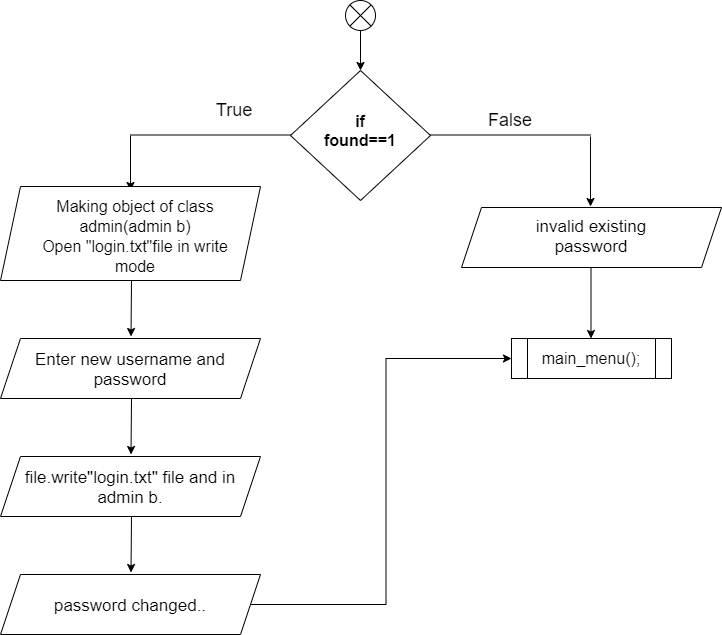 if
found==1
True
False
Making object of class
admin(admin b)
Open "login.txt"file in write
mode
Enter new username and
password
file.write"login.txt" file and in
admin b.
password changed..
invalid existing
password
main_menu();